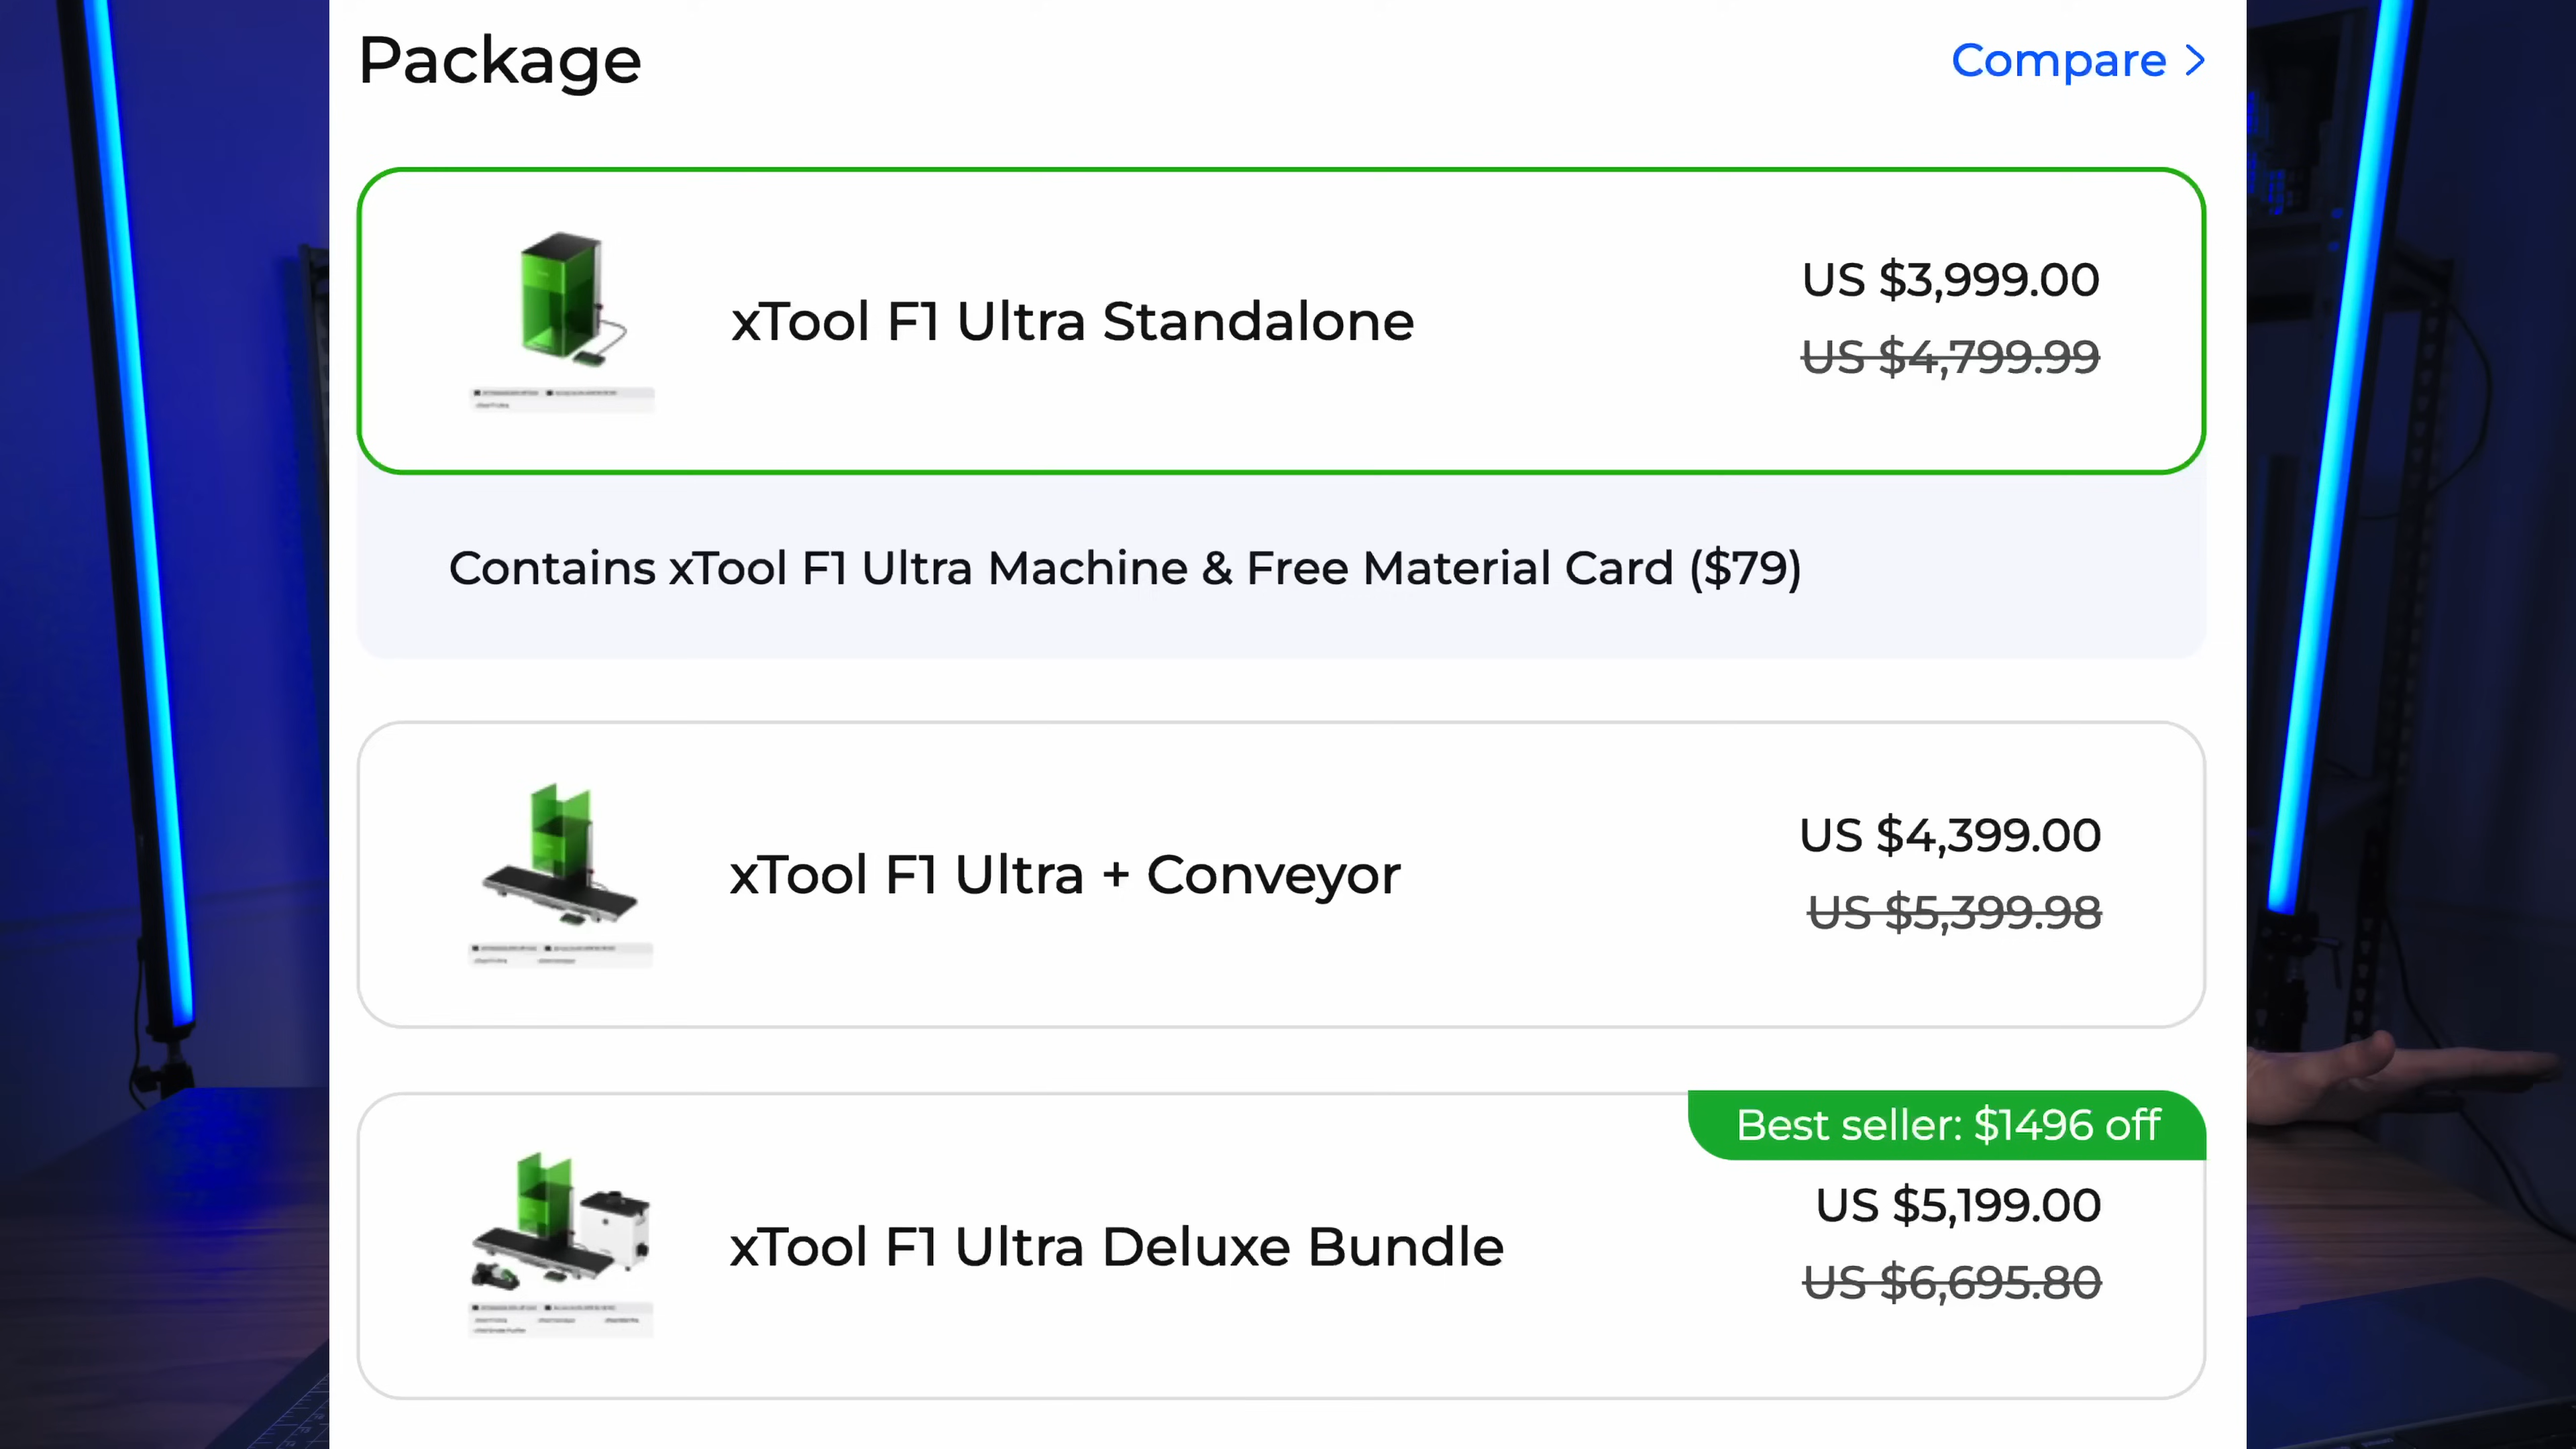 Package
Compare >
xTool F1 Ultra Standalone
US $3,999.00
US $4,799.99
Contains xTool F1 Ultra Machine & Free Material Card ($79)
xTool F1 Ultra + Conveyor
US $4,399.00
US $5,399.98
Best seller: $1496 off
xTool F1 Ultra Deluxe Bundle
US $5,199.00
US $6,695.80